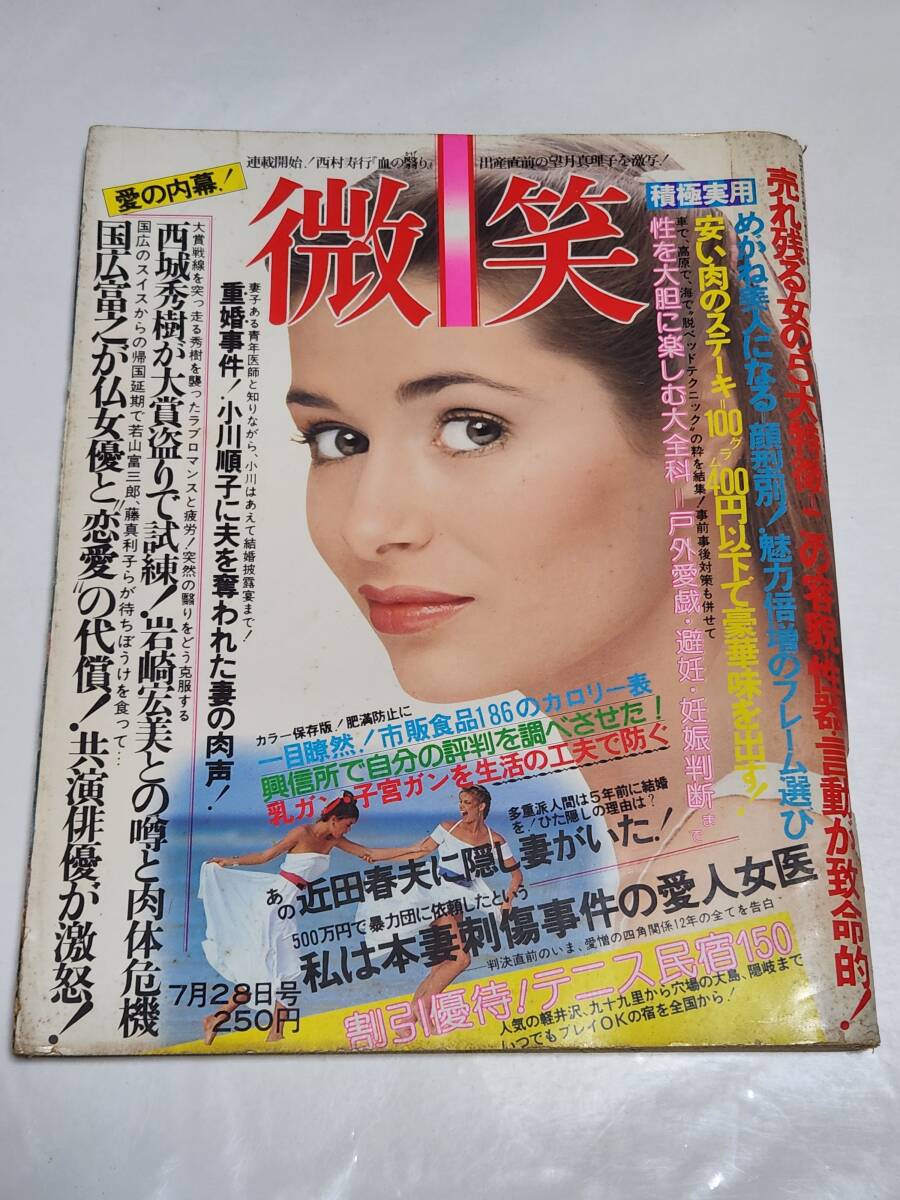 連載開始!西村寿行『血の翳り』
出産直前の望月真理子を激写!
微笑
愛の内幕!
積極実用
売れ残る女の5大特徴=この容貌性器言動が致命的!
めがね美人になる=顔型別!魅力倍増のフレーム選び
安い肉のステーキ=100グラム400円以下で豪華味を出す!!
車で、高原で、海で“脱ベッドテクニック”の粋を結集!事前事後対策も併せて
性を大胆に楽しむ大全科=戸外愛戯・避妊・妊娠判断まで
妻子ある青年医師と知りながら、小川はあえて結婚披露宴まで!
重婚事件!小川順子に夫を奪われた妻の肉声!
大賞戦線を突っ走る秀樹を襲ったラブロマンスと疲労!突然の翳りをどう克服する
西城秀樹が大賞盗りで試練!岩崎宏美との噂と肉体危機
国広のスイスからの帰国延期で若山富三郎、藤真利子らが待ちぼうけを食って…
国広富之が仏女優と“恋愛”の代償!共演俳優が激怒!
カラー保存版!肥満防止に
一目瞭然!市販食品186のカロリー表
興信所で自分の評判を調べさせた!
乳ガン・子宮ガンを生活の工夫で防ぐ
多重派人間は5年前に結婚
を!ひた隠しの理由は?
あの近田春夫に隠し妻がいた!
500万円で暴力団に依頼したという
私は本妻刺傷事件の愛人女医
判決直前のいま、愛憎の四角関係12年の全てを告白
7月28日号
250円
割引優待!テニス民宿150
人気の軽井沢、九十九里から穴場の大島、隠岐まで
いつでもプレイOKの宿を全国から!